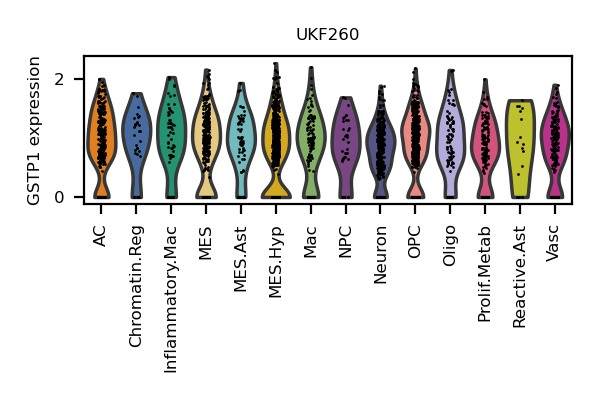 UKF260
GSTP1 expression
2
0
AC
Chromatin.Reg
Inflammatory.Mac
MES
MES.Ast
MES.Hyp
Mac
NPC
Neuron
OPC
Oligo
Prolif.Metab
Reactive.Ast
Vasc